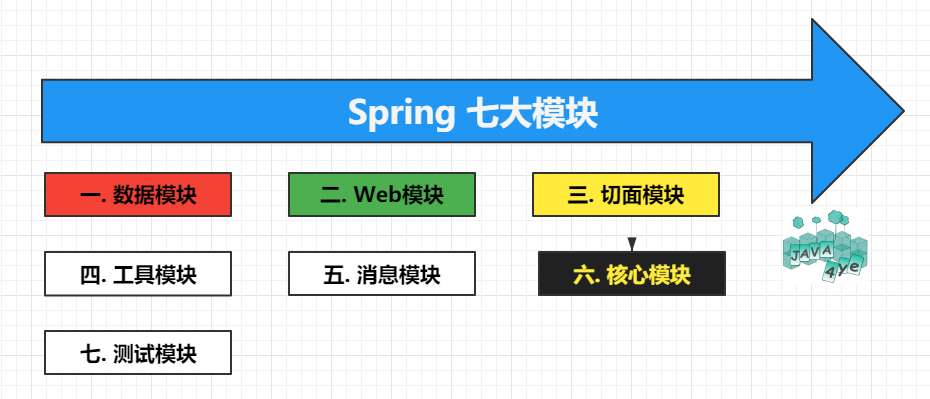 Spring 七大模块
一. 数据模块
二. Web模块
三. 切面模块
四. 工具模块
五. 消息模块
六. 核心模块
七. 测试模块
JAVA
4ye